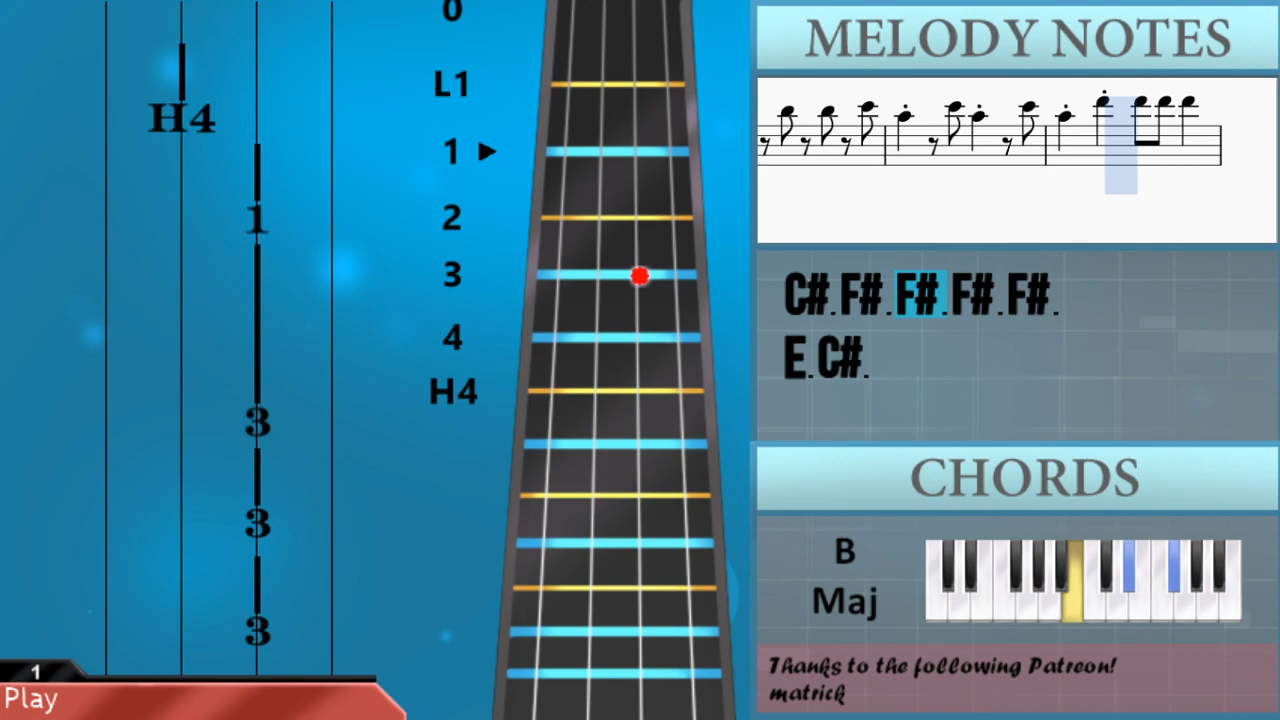 H4
1
3
3
3
1
Play
0
L1
1
2
3
4
H4
MELODY NOTES
C#.F#.F#.F#.F#.
E.C#.
CHORDS
B
Maj
Thanks to the following Patreon!
matrick